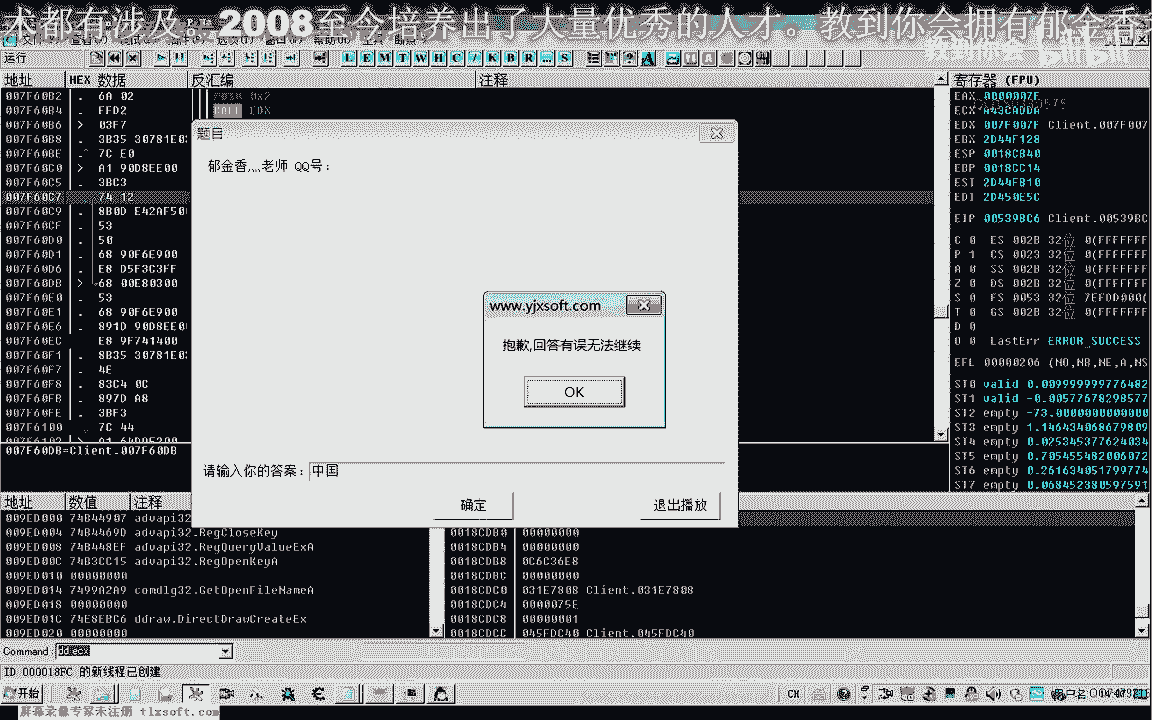 术都有涉及...2008至今培养出了大量优秀的人才。教到你会拥有郁金香
运行
L E M T W H C / K B R ... S
地址 HEX 数据 反汇编 注释 寄存器 (FPU)
007F60B2 . 6A 02 PUSH 0x2
007F60B4 . FFD2 CALL EDX
007F60B6 > 03F7
007F60B8 . 3B35 30781E03
007F60BE .^ 7C E0
007F60C0 > A1 90D8EE00
007F60C5 . 3BC3
007F60C7 74 12
007F60C9 . 8B0D E42AF50
007F60CF . 53
007F60D0 . 50
007F60D1 . 68 90F6E900
007F60D6 . E8 D5F3C3FF
007F60DB > 68 00E80300
007F60E0 . 53
007F60E1 . 68 90F6E900
007F60E6 . 891D 90D8EE0
007F60EC E8 9F741400
007F60F1 . 8B35 30781E03
007F60F7 . 4E
007F60F8 . 83C4 0C
007F60FB . 897D A8
007F60FE . 3BF3
007F6100 . 7C 44
007F60DB=Client.007F60DB
题目
郁金香灬老师 QQ号：
www.yjxsoft.com
抱歉,回答有误无法继续
OK
请输入你的答案： 中国
确定 退出播放
EAX 0000007F
ECX A43CADDA
EDX 007F007F Client.007F007
EBX 2D44F128
ESP 0018CB40
EBP 0018CC14
ESI 2D44FB10
EDI 2D450E5C
EIP 00539BC6 Client.00539BC
C 0 ES 002B 32位 0(FFFFFFF
P 1 CS 0023 32位 0(FFFFFFF
A 0 SS 002B 32位 0(FFFFFFF
Z 0 DS 002B 32位 0(FFFFFFF
S 0 FS 0053 32位 7EFDD000(
T 0 GS 002B 32位 0(FFFFFFF
D 0
O 0 LastErr ERROR_SUCCESS
EFL 00000206 (NO,NB,NE,A,NS
ST0 valid 0.009999999776482
ST1 valid -0.00577678298577
ST2 empty -73.0000000000000
ST3 empty 1.146434068679809
ST4 empty 0.025345377624034
ST5 empty 0.705455482006072
ST6 empty 0.261634051799774
ST7 empty 0.068452380597591
地址 数值 注释
009ED000 74B44907 advapi32
009ED004 74B4469D advapi32.RegCloseKey
009ED008 74B448EF advapi32.RegQueryValueExA
009ED00C 74B3CC15 advapi32.RegOpenKeyA
009ED010 00000000
009ED014 7499A2A9 comdlg32.GetOpenFileNameA
009ED018 00000000
009ED01C 74E8EBC6 ddraw.DirectDrawCreateEx
009ED020 00000000
0018CDB0 00000000
0018CDB4 00000000
0018CDB8 0C6C36E8
0018CDBC 00000000
0018CDC0 031E7808 Client.031E7808
0018CDC4 0000075E
0018CDC8 00000001
0018CDCC 045FDC40 Client.045FDC40
Command: dd ecx
ID 000018FC 的新线程已创建
开始 CH
屏幕录像专家未注册 tlxsoft.com